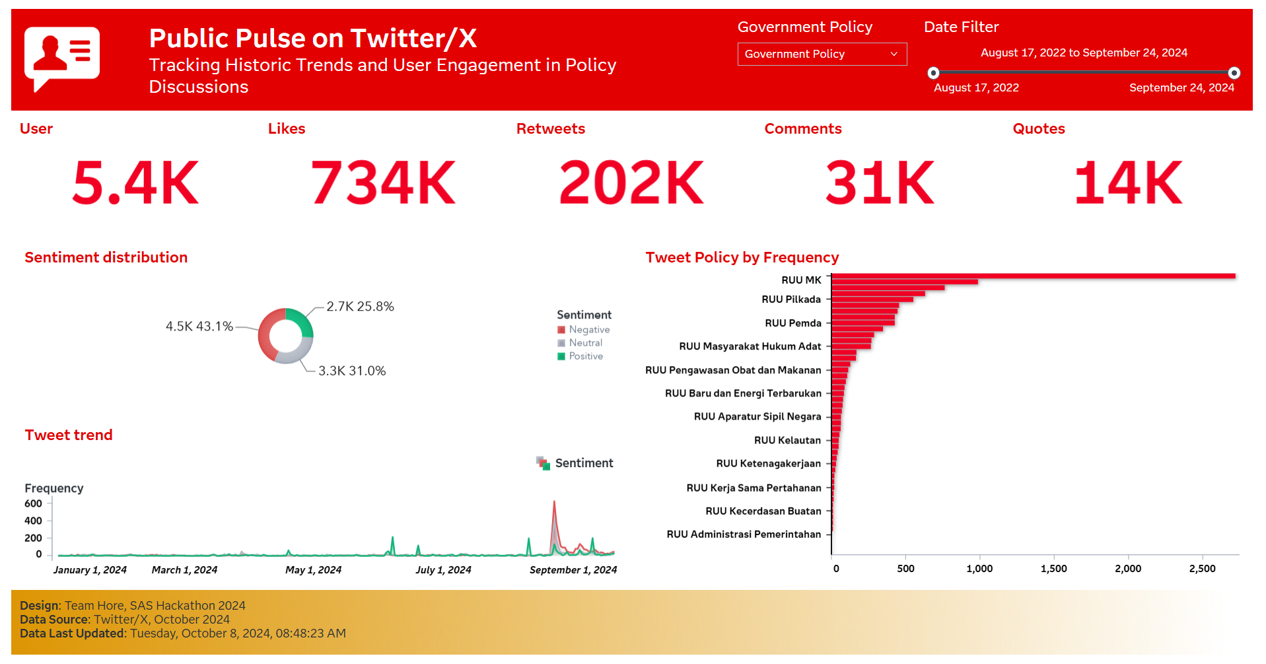 Public Pulse on Twitter/X
Tracking Historic Trends and User Engagement in Policy
Discussions
Government Policy
Government Policy
Date Filter
August 17, 2022 to September 24, 2024
August 17, 2022
September 24, 2024
User
Likes
Retweets
Comments
Quotes
5.4K
734K
202K
31K
14K
Sentiment distribution
2.7K 25.8%
4.5K 43.1%
3.3K 31.0%
Sentiment
Negative
Neutral
Positive
Tweet trend
Sentiment
Frequency
600
400
200
0
January 1, 2024
March 1, 2024
May 1, 2024
July 1, 2024
September 1, 2024
Tweet Policy by Frequency
RUU MK
RUU Pilkada
RUU Pemda
RUU Masyarakat Hukum Adat
RUU Pengawasan Obat dan Makanan
RUU Baru dan Energi Terbarukan
RUU Aparatur Sipil Negara
RUU Kelautan
RUU Ketenagakerjaan
RUU Kerja Sama Pertahanan
RUU Kecerdasan Buatan
RUU Administrasi Pemerintahan
0
500
1,000
1,500
2,000
2,500
Design: Team Hore, SAS Hackathon 2024
Data Source: Twitter/X, October 2024
Data Last Updated: Tuesday, October 8, 2024, 08:48:23 AM